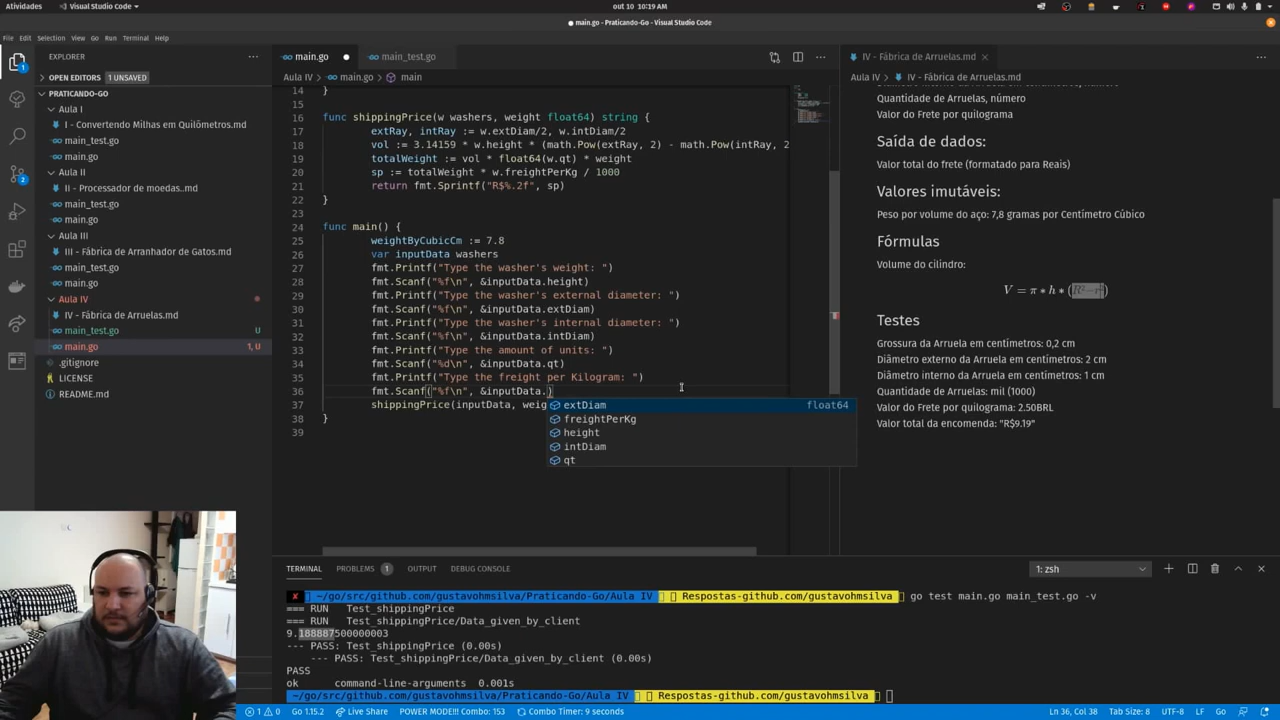 Atividades
Visual Studio Code
out 10 10:19 AM
● main.go - Praticando-Go - Visual Studio Code
File Edit Selection View Go Run Terminal Help
EXPLORER
OPEN EDITORS 1 UNSAVED
PRATICANDO-GO
Aula I
I - Convertendo Milhas em Quilômetros.md
main_test.go
main.go
Aula II
II - Processador de moedas..md
main_test.go
main.go
Aula III
III - Fábrica de Arranhador de Gatos.md
main_test.go
main.go
Aula IV
IV - Fábrica de Arruelas.md
main_test.go U
main.go 1, U
.gitignore
LICENSE
README.md
main.go
main_test.go
Aula IV > main.go > main
14 }
15
16 func shippingPrice(w washers, weight float64) string {
17 extRay, intRay := w.extDiam/2, w.intDiam/2
18 vol := 3.14159 * w.height * (math.Pow(extRay, 2) - math.Pow(intRay, 2
19 totalWeight := vol * float64(w.qt) * weight
20 sp := totalWeight * w.freightPerKg / 1000
21 return fmt.Sprintf("R$%.2f", sp)
22 }
23
24 func main() {
25 weightByCubicCm := 7.8
26 var inputData washers
27 fmt.Printf("Type the washer's weight: ")
28 fmt.Scanf("%f\n", &inputData.height)
29 fmt.Printf("Type the washer's external diameter: ")
30 fmt.Scanf("%f\n", &inputData.extDiam)
31 fmt.Printf("Type the washer's internal diameter: ")
32 fmt.Scanf("%f\n", &inputData.intDiam)
33 fmt.Printf("Type the amount of units: ")
34 fmt.Scanf("%d\n", &inputData.qt)
35 fmt.Printf("Type the freight per Kilogram: ")
36 fmt.Scanf("%f\n", &inputData.)
37 shippingPrice(inputData, weig
38 }
39
extDiam float64
freightPerKg
height
intDiam
qt
IV - Fábrica de Arruelas.md
Aula IV > IV - Fábrica de Arruelas.md
Quantidade de Arruelas, número
Valor do Frete por quilograma
Saída de dados:
Valor total do frete (formatado para Reais)
Valores imutáveis:
Peso por volume do aço: 7,8 gramas por Centímetro Cúbico
Fórmulas
Volume do cilindro:
V = π * h * (R² − r²)
Testes
Grossura da Arruela em centímetros: 0,2 cm
Diâmetro externo da Arruela em centímetros: 2 cm
Diâmetro interno da Arruela em centímetros: 1 cm
Quantidade de Arruelas: mil (1000)
Valor do Frete por quilograma: 2.50BRL
Valor total da encomenda: "R$9.19"
TERMINAL PROBLEMS 1 OUTPUT DEBUG CONSOLE
1: zsh
✘ ~/go/src/github.com/gustavohmsilva/Praticando-Go/Aula IV Respostas-github.com/gustavohmsilva go test main.go main_test.go -v
=== RUN Test_shippingPrice
=== RUN Test_shippingPrice/Data_given_by_client
9.188887500000003
--- PASS: Test_shippingPrice (0.00s)
--- PASS: Test_shippingPrice/Data_given_by_client (0.00s)
PASS
ok command-line-arguments 0.001s
~/go/src/github.com/gustavohmsilva/Praticando-Go/Aula IV Respostas-github.com/gustavohmsilva
1 0 Go 1.15.2 Live Share POWER MODE!!! Combo: 153 Combo Timer: 9 seconds Ln 36, Col 38 Tab Size: 8 UTF-8 LF Go